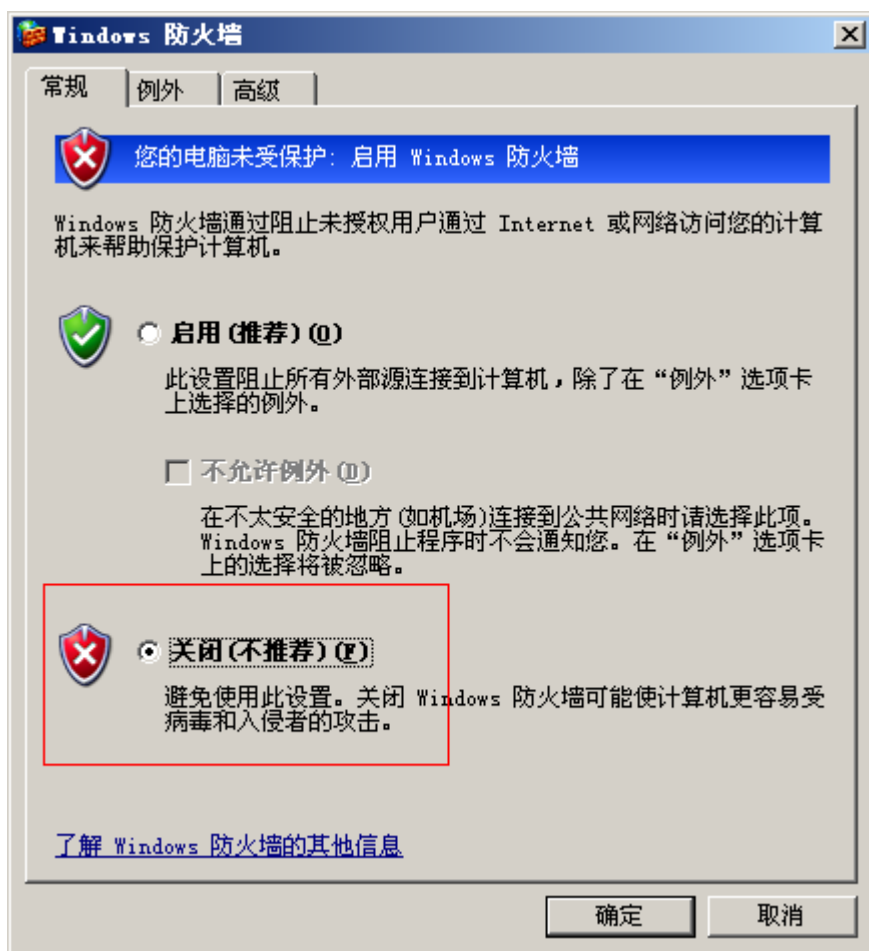 Windows 防火墙
常规
例外
高级
您的电脑未受保护: 启用 Windows 防火墙
Windows 防火墙通过阻止未授权用户通过 Internet 或网络访问您的计算
机来帮助保护计算机。
启用(推荐)(O)
此设置阻止所有外部源连接到计算机，除了在“例外”选项卡
上选择的例外。
不允许例外(D)
在不太安全的地方(如机场)连接到公共网络时请选择此项。
Windows 防火墙阻止程序时不会通知您。在“例外”选项卡
上的选择将被忽略。
关闭(不推荐)(F)
避免使用此设置。关闭 Windows 防火墙可能使计算机更容易受
病毒和入侵者的攻击。
了解 Windows 防火墙的其他信息
确定
取消